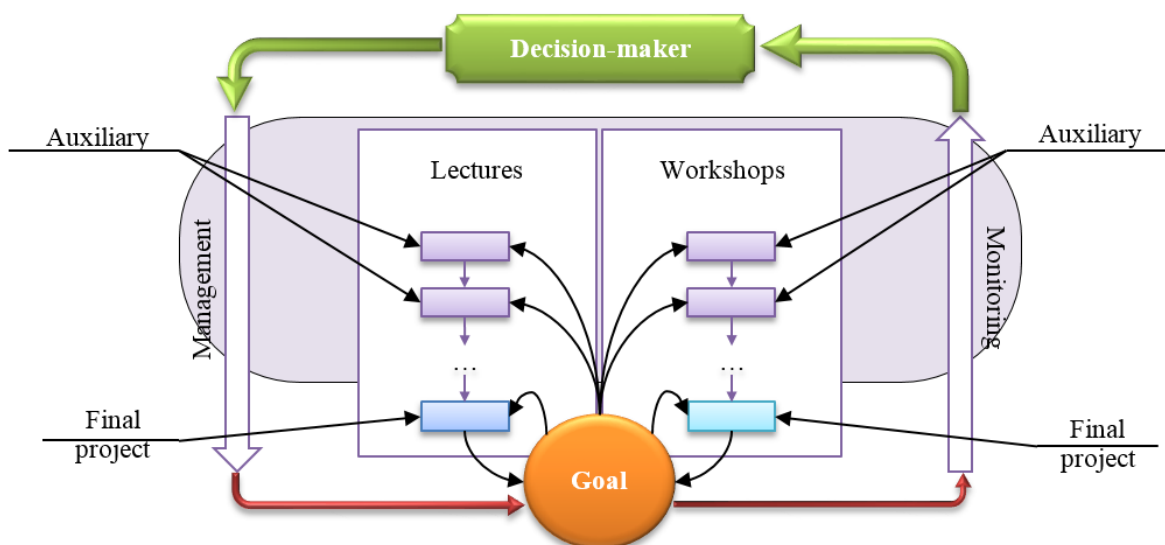 Decision-maker
Auxiliary
Auxiliary
Lectures
Workshops
Management
Monitoring
...
...
Final
project
Final
project
Goal